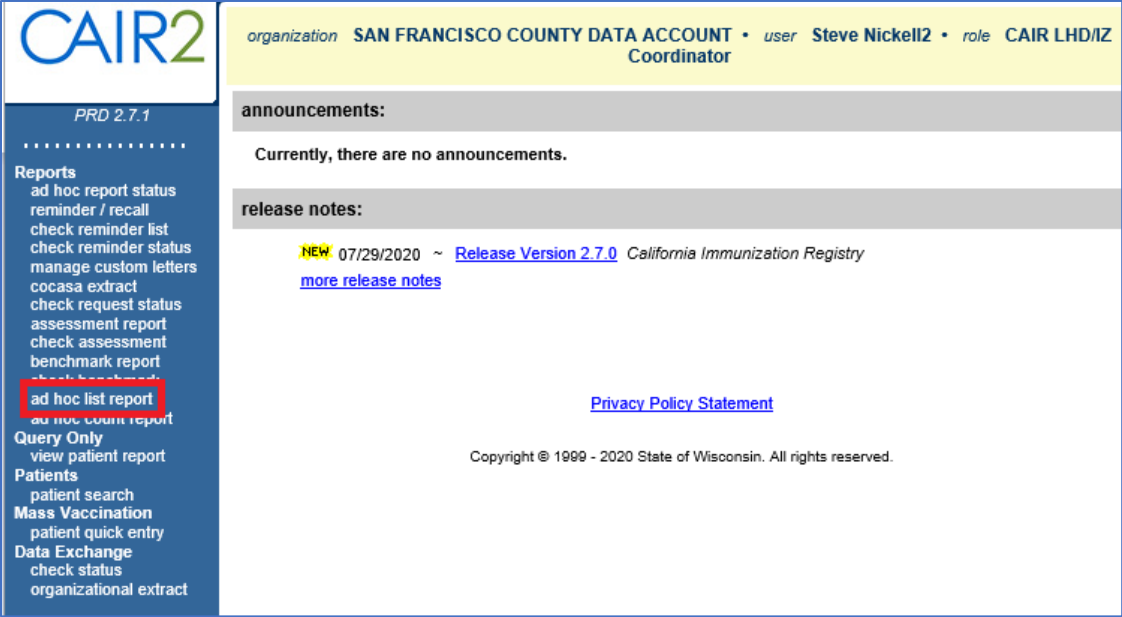 CAIR2
organization SAN FRANCISCO COUNTY DATA ACCOUNT • user Steve Nickell2 • role CAIR LHD/IZ
Coordinator
PRD 2.7.1
announcements:
Currently, there are no announcements.
release notes:
NEW 07/29/2020 ~ Release Version 2.7.0 California Immunization Registry
more release notes
Privacy Policy Statement
Copyright © 1999 - 2020 State of Wisconsin. All rights reserved.
Reports
ad hoc report status
reminder / recall
check reminder list
check reminder status
manage custom letters
cocasa extract
check request status
assessment report
check assessment
benchmark report
check benchmark
ad hoc list report
ad hoc count report
Query Only
view patient report
Patients
patient search
Mass Vaccination
patient quick entry
Data Exchange
check status
organizational extract